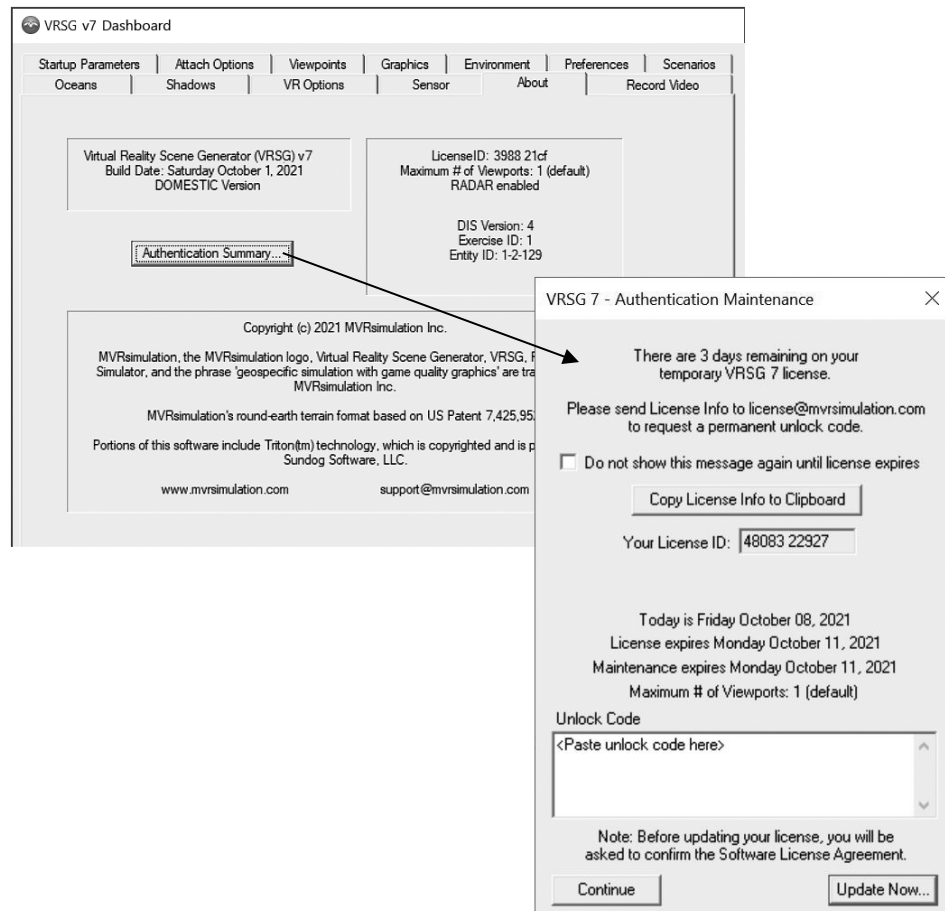 VRSG v7 Dashboard
Startup Parameters Attach Options Viewpoints Graphics Environment Preferences Scenarios
Oceans Shadows VR Options Sensor About Record Video
Virtual Reality Scene Generator (VRSG) v7
Build Date: Saturday October 1, 2021
DOMESTIC Version
LicenseID: 3988 21cf
Maximum # of Viewports: 1 (default)
RADAR enabled
DIS Version: 4
Exercise ID: 1
Entity ID: 1-2-129
Authentication Summary...
Copyright (c) 2021 MVRsimulation Inc.
MVRsimulation, the MVRsimulation logo, Virtual Reality Scene Generator, VRSG,
Simulator, and the phrase 'geospecific simulation with game quality graphics' are
MVRsimulation Inc.
MVRsimulation's round-earth terrain format based on US Patent
Portions of this software include Triton(tm) technology, which is copyrighted and is
Sundog Software, LLC.
www.mvrsimulation.com support@mvrsimulation.com
VRSG 7 - Authentication Maintenance
There are 3 days remaining on your
temporary VRSG 7 license.
Please send License Info to license@mvrsimulation.com
to request a permanent unlock code.
Do not show this message again until license expires
Copy License Info to Clipboard
Your License ID: 48083 22927
Today is Friday October 08, 2021
License expires Monday October 11, 2021
Maintenance expires Monday October 11, 2021
Maximum # of Viewports: 1 (default)
Unlock Code
<Paste unlock code here>
Note: Before updating your license, you will be
asked to confirm the Software License Agreement.
Continue Update Now...